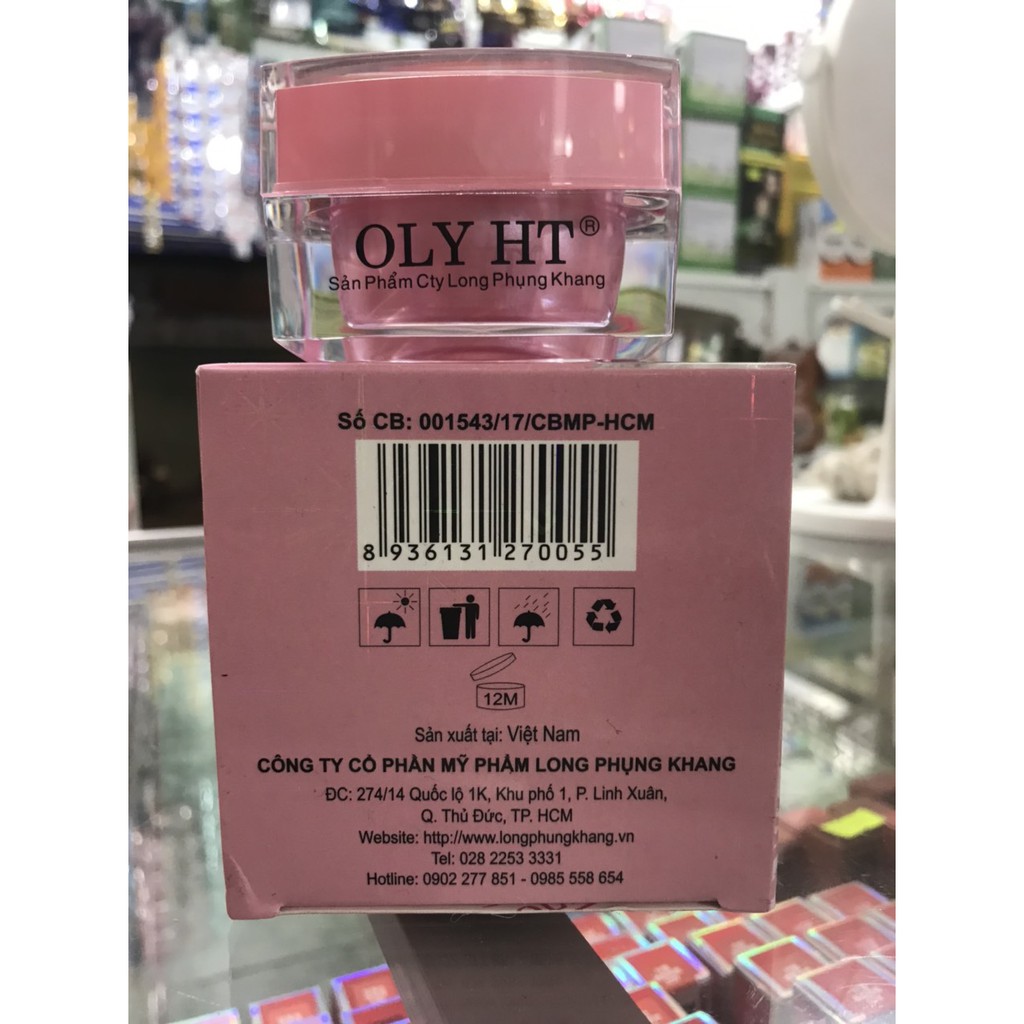 OLY HT®
Sản Phẩm Cty Long Phụng Khang
Số CB: 001543/17/CBMP-HCM
8 936131 270055
12M
Sản xuất tại: Việt Nam
CÔNG TY CỔ PHẦN MỸ PHẨM LONG PHỤNG KHANG
ĐC: 274/14 Quốc lộ 1K, Khu phố 1, P. Linh Xuân,
Q. Thủ Đức, TP. HCM
Website: http://www.longphungkhang.vn
Tel: 028 2253 3331
Hotline: 0902 277 851 - 0985 558 654